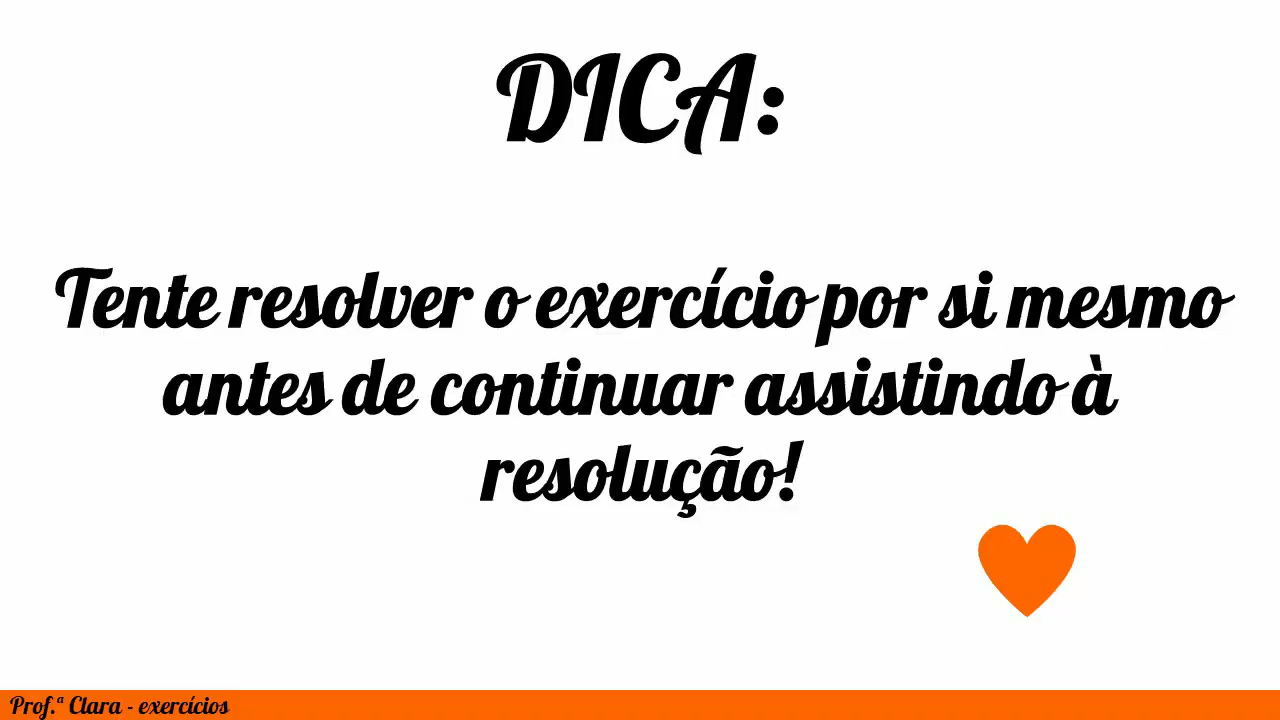 DICA:
Tente resolver o exercício por si mesmo
antes de continuar assistindo à
resolução!
Prof.ª Clara - exercícios